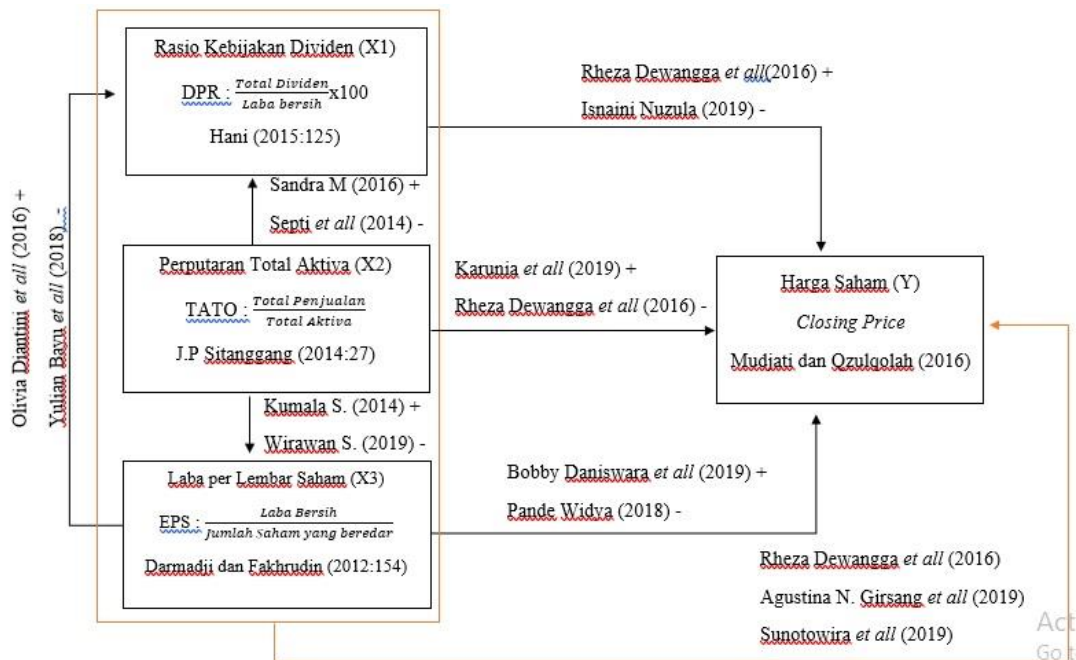 Rasio Kebijakan Dividen (X1)
DPR : Total Dividen / Laba bersih x100
Hani (2015:125)
Rheza Dewangga et all(2016) +
Isnaini Nuzula (2019) -
Sandra M (2016) +
Septi et all (2014) -
Olivia Diantini et all (2016) +
Yulian Bayu et all (2018) -
Perputaran Total Aktiva (X2)
TATO : Total Penjualan / Total Aktiva
J.P Sitanggang (2014:27)
Karunia et all (2019) +
Rheza Dewangga et all (2016) -
Harga Saham (Y)
Closing Price
Mudjati dan Qzulqolah (2016)
Kumala S. (2014) +
Wirawan S. (2019) -
Laba per Lembar Saham (X3)
EPS : Laba Bersih / Jumlah Saham yang beredar
Darmadji dan Fakhrudin (2012:154)
Bobby Daniswara et all (2019) +
Pande Widya (2018) -
Rheza Dewangga et all (2016)
Agustina N. Girsang et all (2019)
Sunotowira et all (2019)
Act
Go t